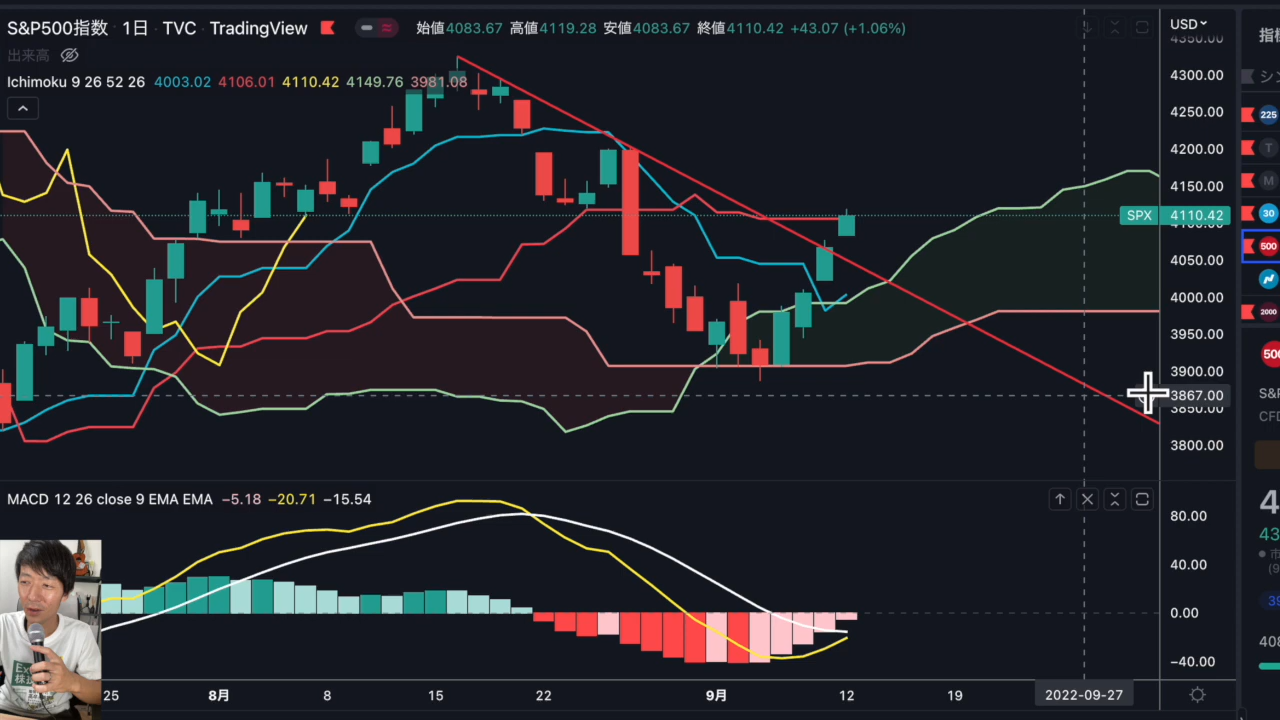 S&P500指数 · 1日 · TVC · TradingView 始値4083.67 高値4119.28 安値4083.67 終値4110.42 +43.07 (+1.06%)
出来高
Ichimoku 9 26 52 26 4003.02 4106.01 4110.42 4149.76 3981.08
USD
4350.00
4300.00
4250.00
4200.00
4150.00
SPX 4110.42
4100.00
4050.00
4000.00
3950.00
3900.00
3867.00
3850.00
3800.00
MACD 12 26 close 9 EMA EMA −5.18 −20.71 −15.54
80.00
40.00
0.00
−40.00
25 8月 8 15 22 9月 12 19 2022-09-27
指標
シン
225
T
M
30
500
2000
500
S&P
CFD
4
43
市
(9
39
408